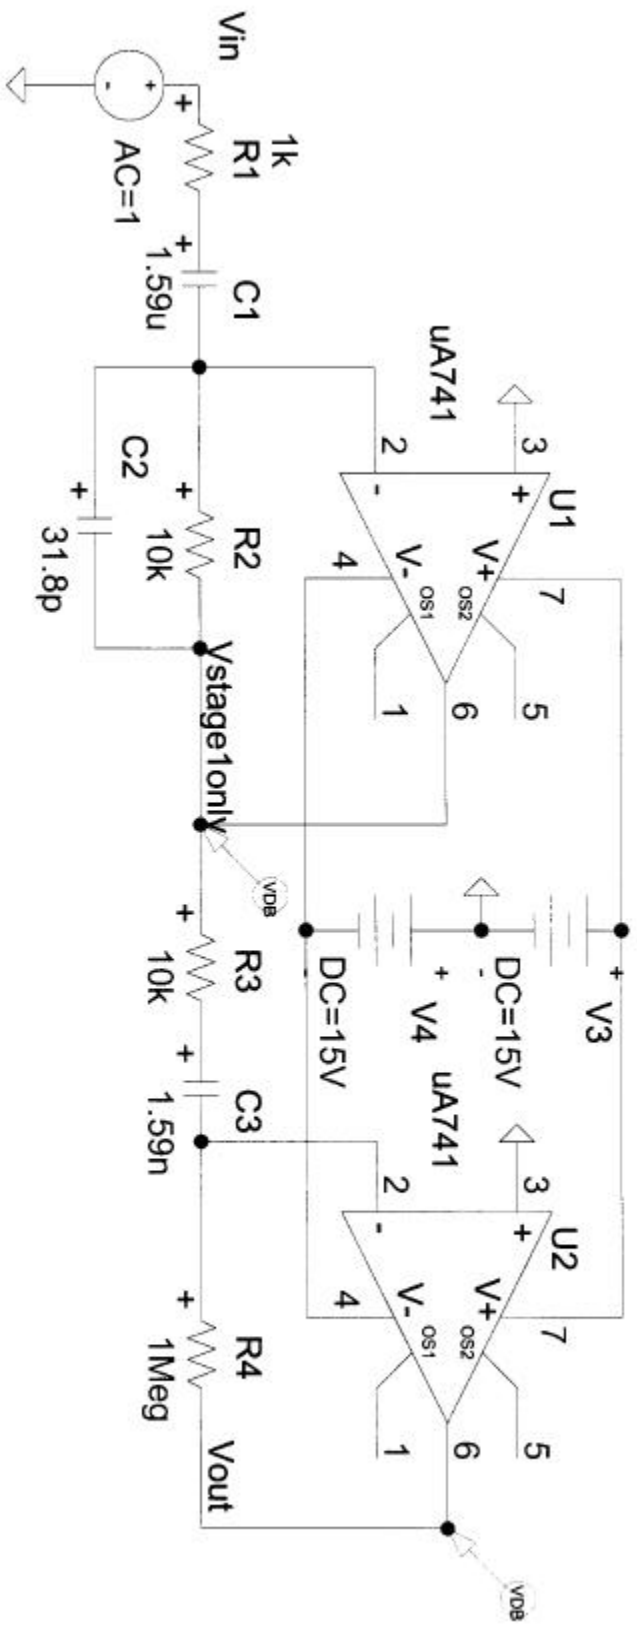 Vin
+
-
AC=1
+
R1
1k
+
C1
1.59u
uA741
2
3
-
+
U1
V-
V+
OS1
OS2
4
7
1
5
6
C2
+
31.8p
+
R2
10k
Vstage1only
VDB
+
V3
DC=15V
-
+
V4
DC=15V
-
+
R3
10k
+
C3
1.59n
uA741
2
3
-
+
U2
V-
V+
OS1
OS2
4
7
1
5
6
+
R4
1Meg
Vout
VDB